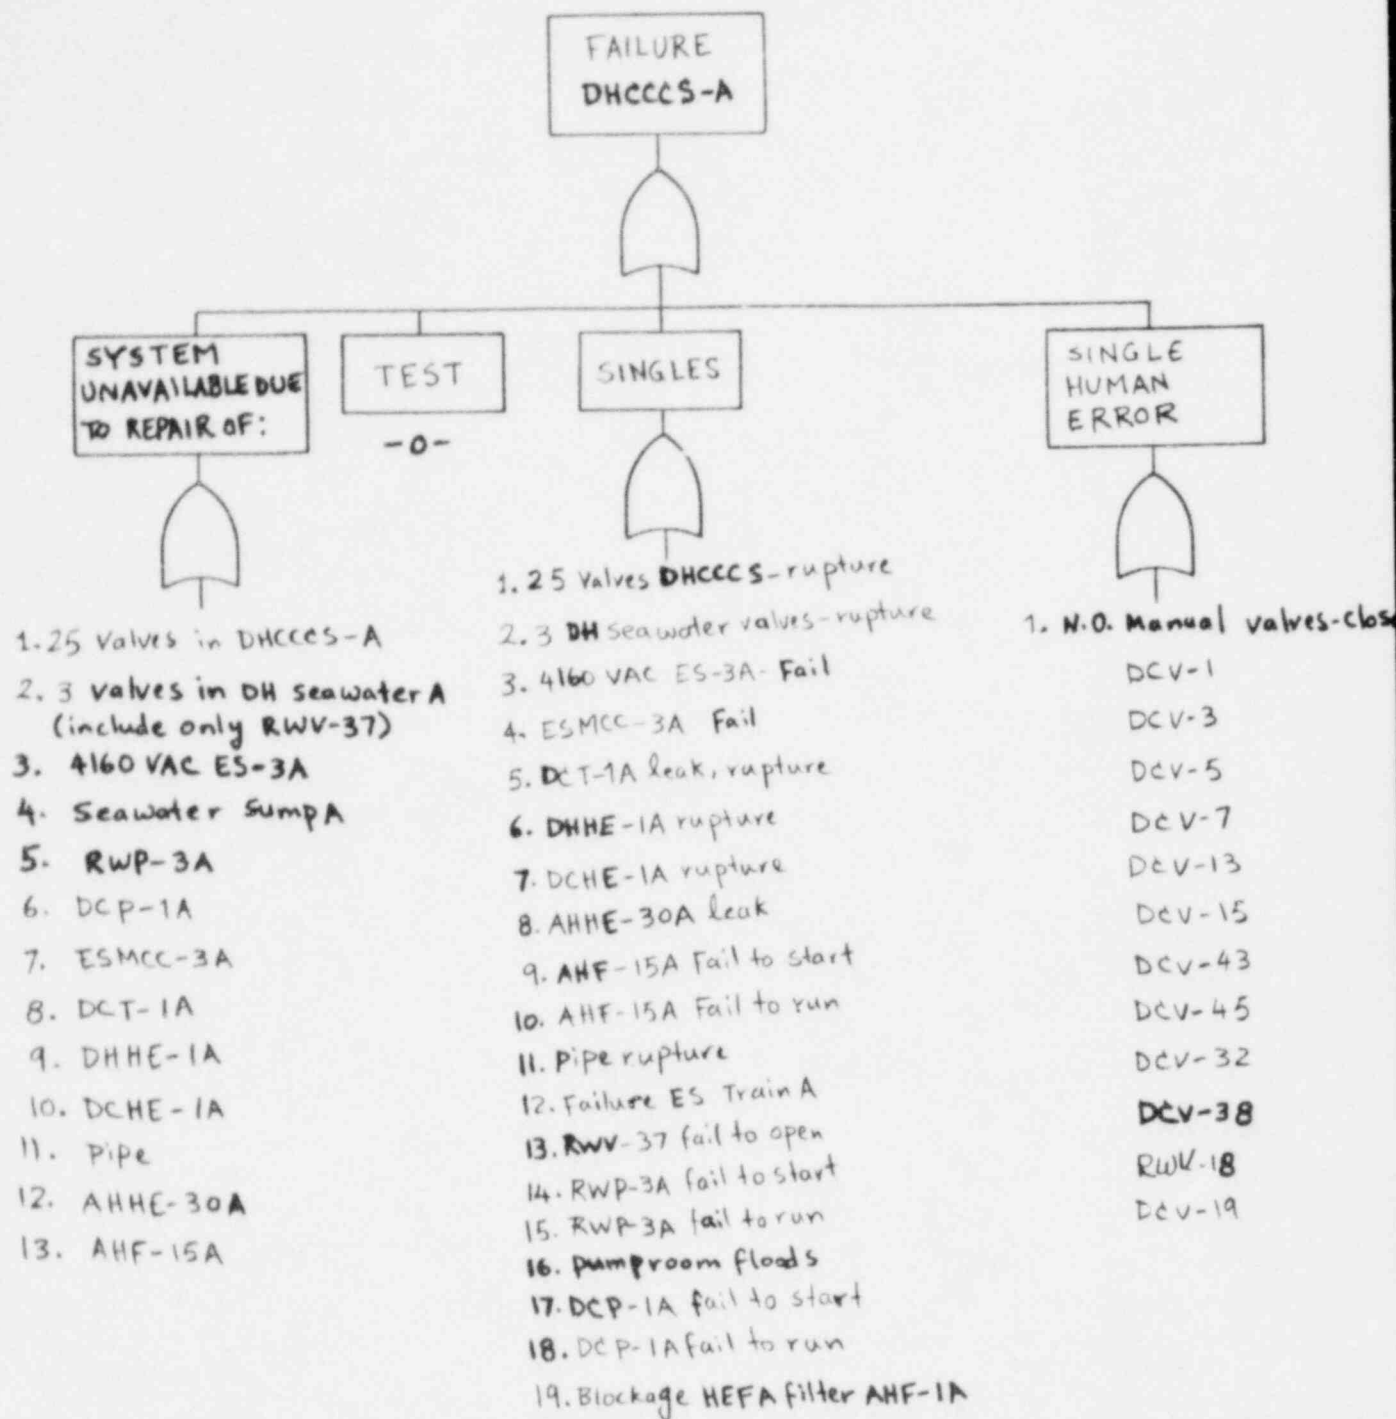 FAILURE
DHCCCS-A
SYSTEM
UNAVAILABLE DUE
TO REPAIR OF:
TEST
-0-
SINGLES
SINGLE
HUMAN
ERROR
1. 25 Valves in DHCCCS-A
2. 3 valves in DH seawater A
(include only RWV-37)
3. 4160 VAC ES-3A
4. Seawater Sump A
5. RWP-3A
6. DCP-1A
7. ESMCC-3A
8. DCT-1A
9. DHHE-1A
10. DCHE-1A
11. Pipe
12. AHHE-30A
13. AHF-15A
1. 25 Valves DHCCCS-rupture
2. 3 DH seawater valves-rupture
3. 4160 VAC ES-3A- Fail
4. ESMCC-3A Fail
5. DCT-1A leak, rupture
6. DHHE-1A rupture
7. DCHE-1A rupture
8. AHHE-30A leak
9. AHF-15A Fail to start
10. AHF-15A Fail to run
11. Pipe rupture
12. Failure ES Train A
13. RWV-37 fail to open
14. RWP-3A fail to start
15. RWP-3A fail to run
16. Pumproom floods
17. DCP-1A fail to start
18. DCP-1A fail to run
19. Blockage HEFA filter AHF-1A
1. N.O. Manual valves-close
DCV-1
DCV-3
DCV-5
DCV-7
DCV-13
DCV-15
DCV-43
DCV-45
DCV-32
DCV-38
RWV-18
DCV-19